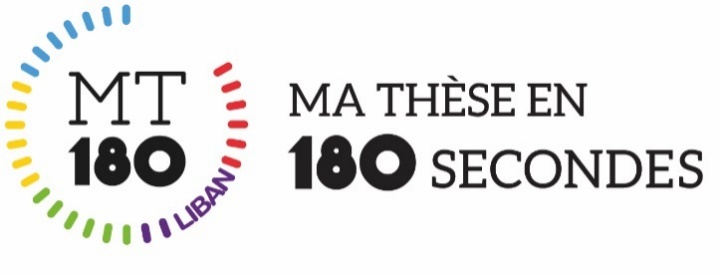 MT
180
LIBAN
MA THÈSE EN
180 SECONDES